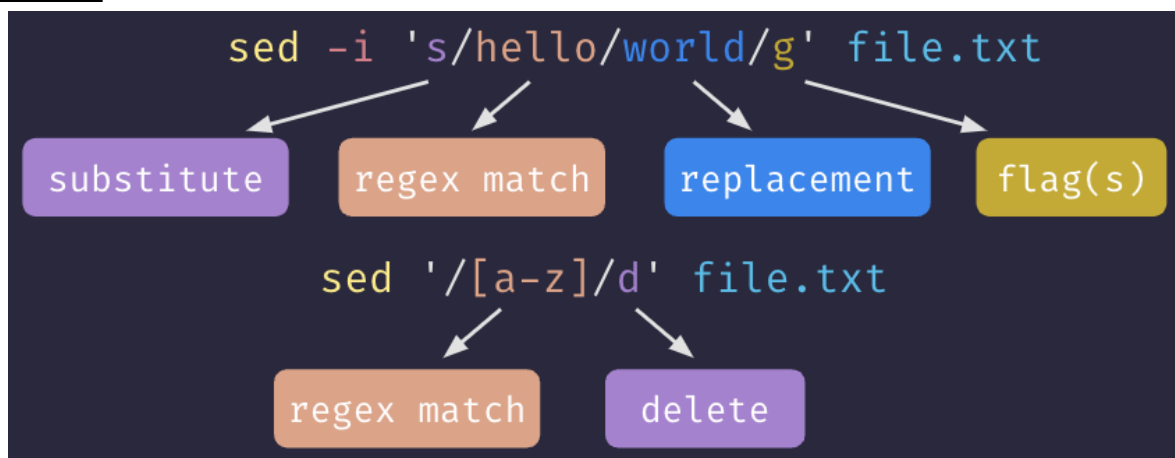 sed -i 's/hello/world/g' file.txt
substitute regex match replacement flag(s)
sed '/[a-z]/d' file.txt
regex match delete